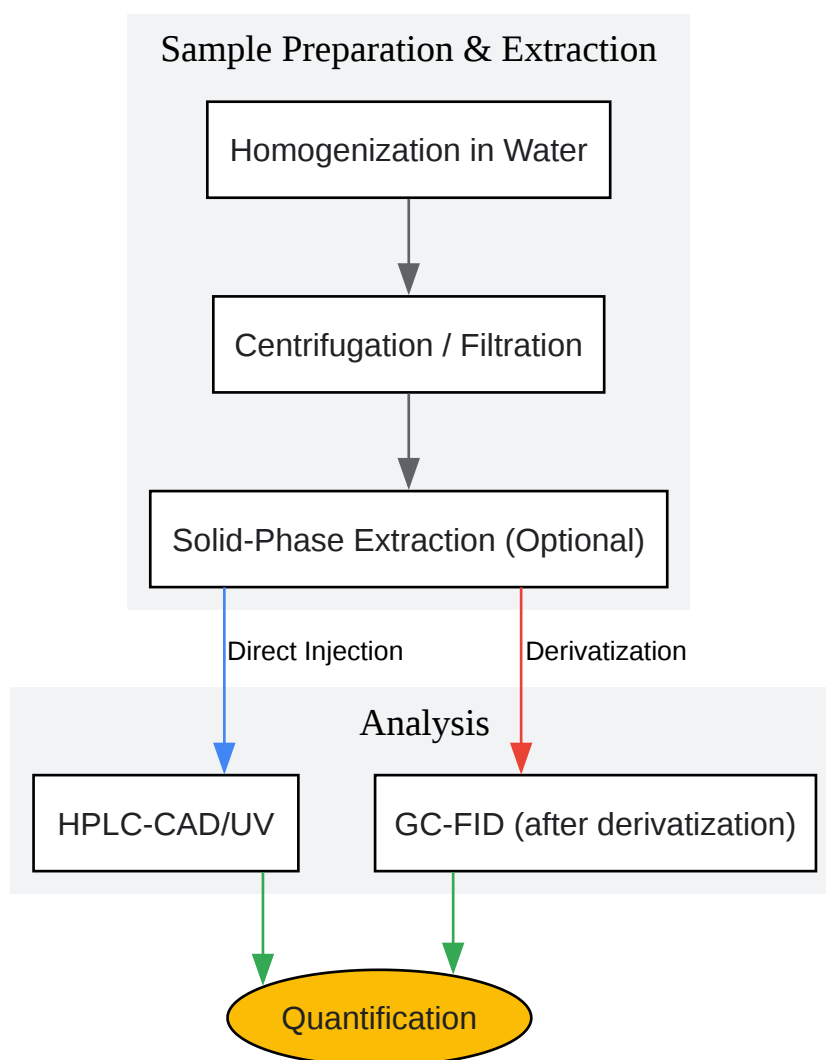 Sample Preparation & Extraction
Homogenization in Water
Centrifugation / Filtration
Solid-Phase Extraction (Optional)
Direct Injection
Derivatization
Analysis
HPLC-CAD/UV
GC-FID (after derivatization)
Quantification